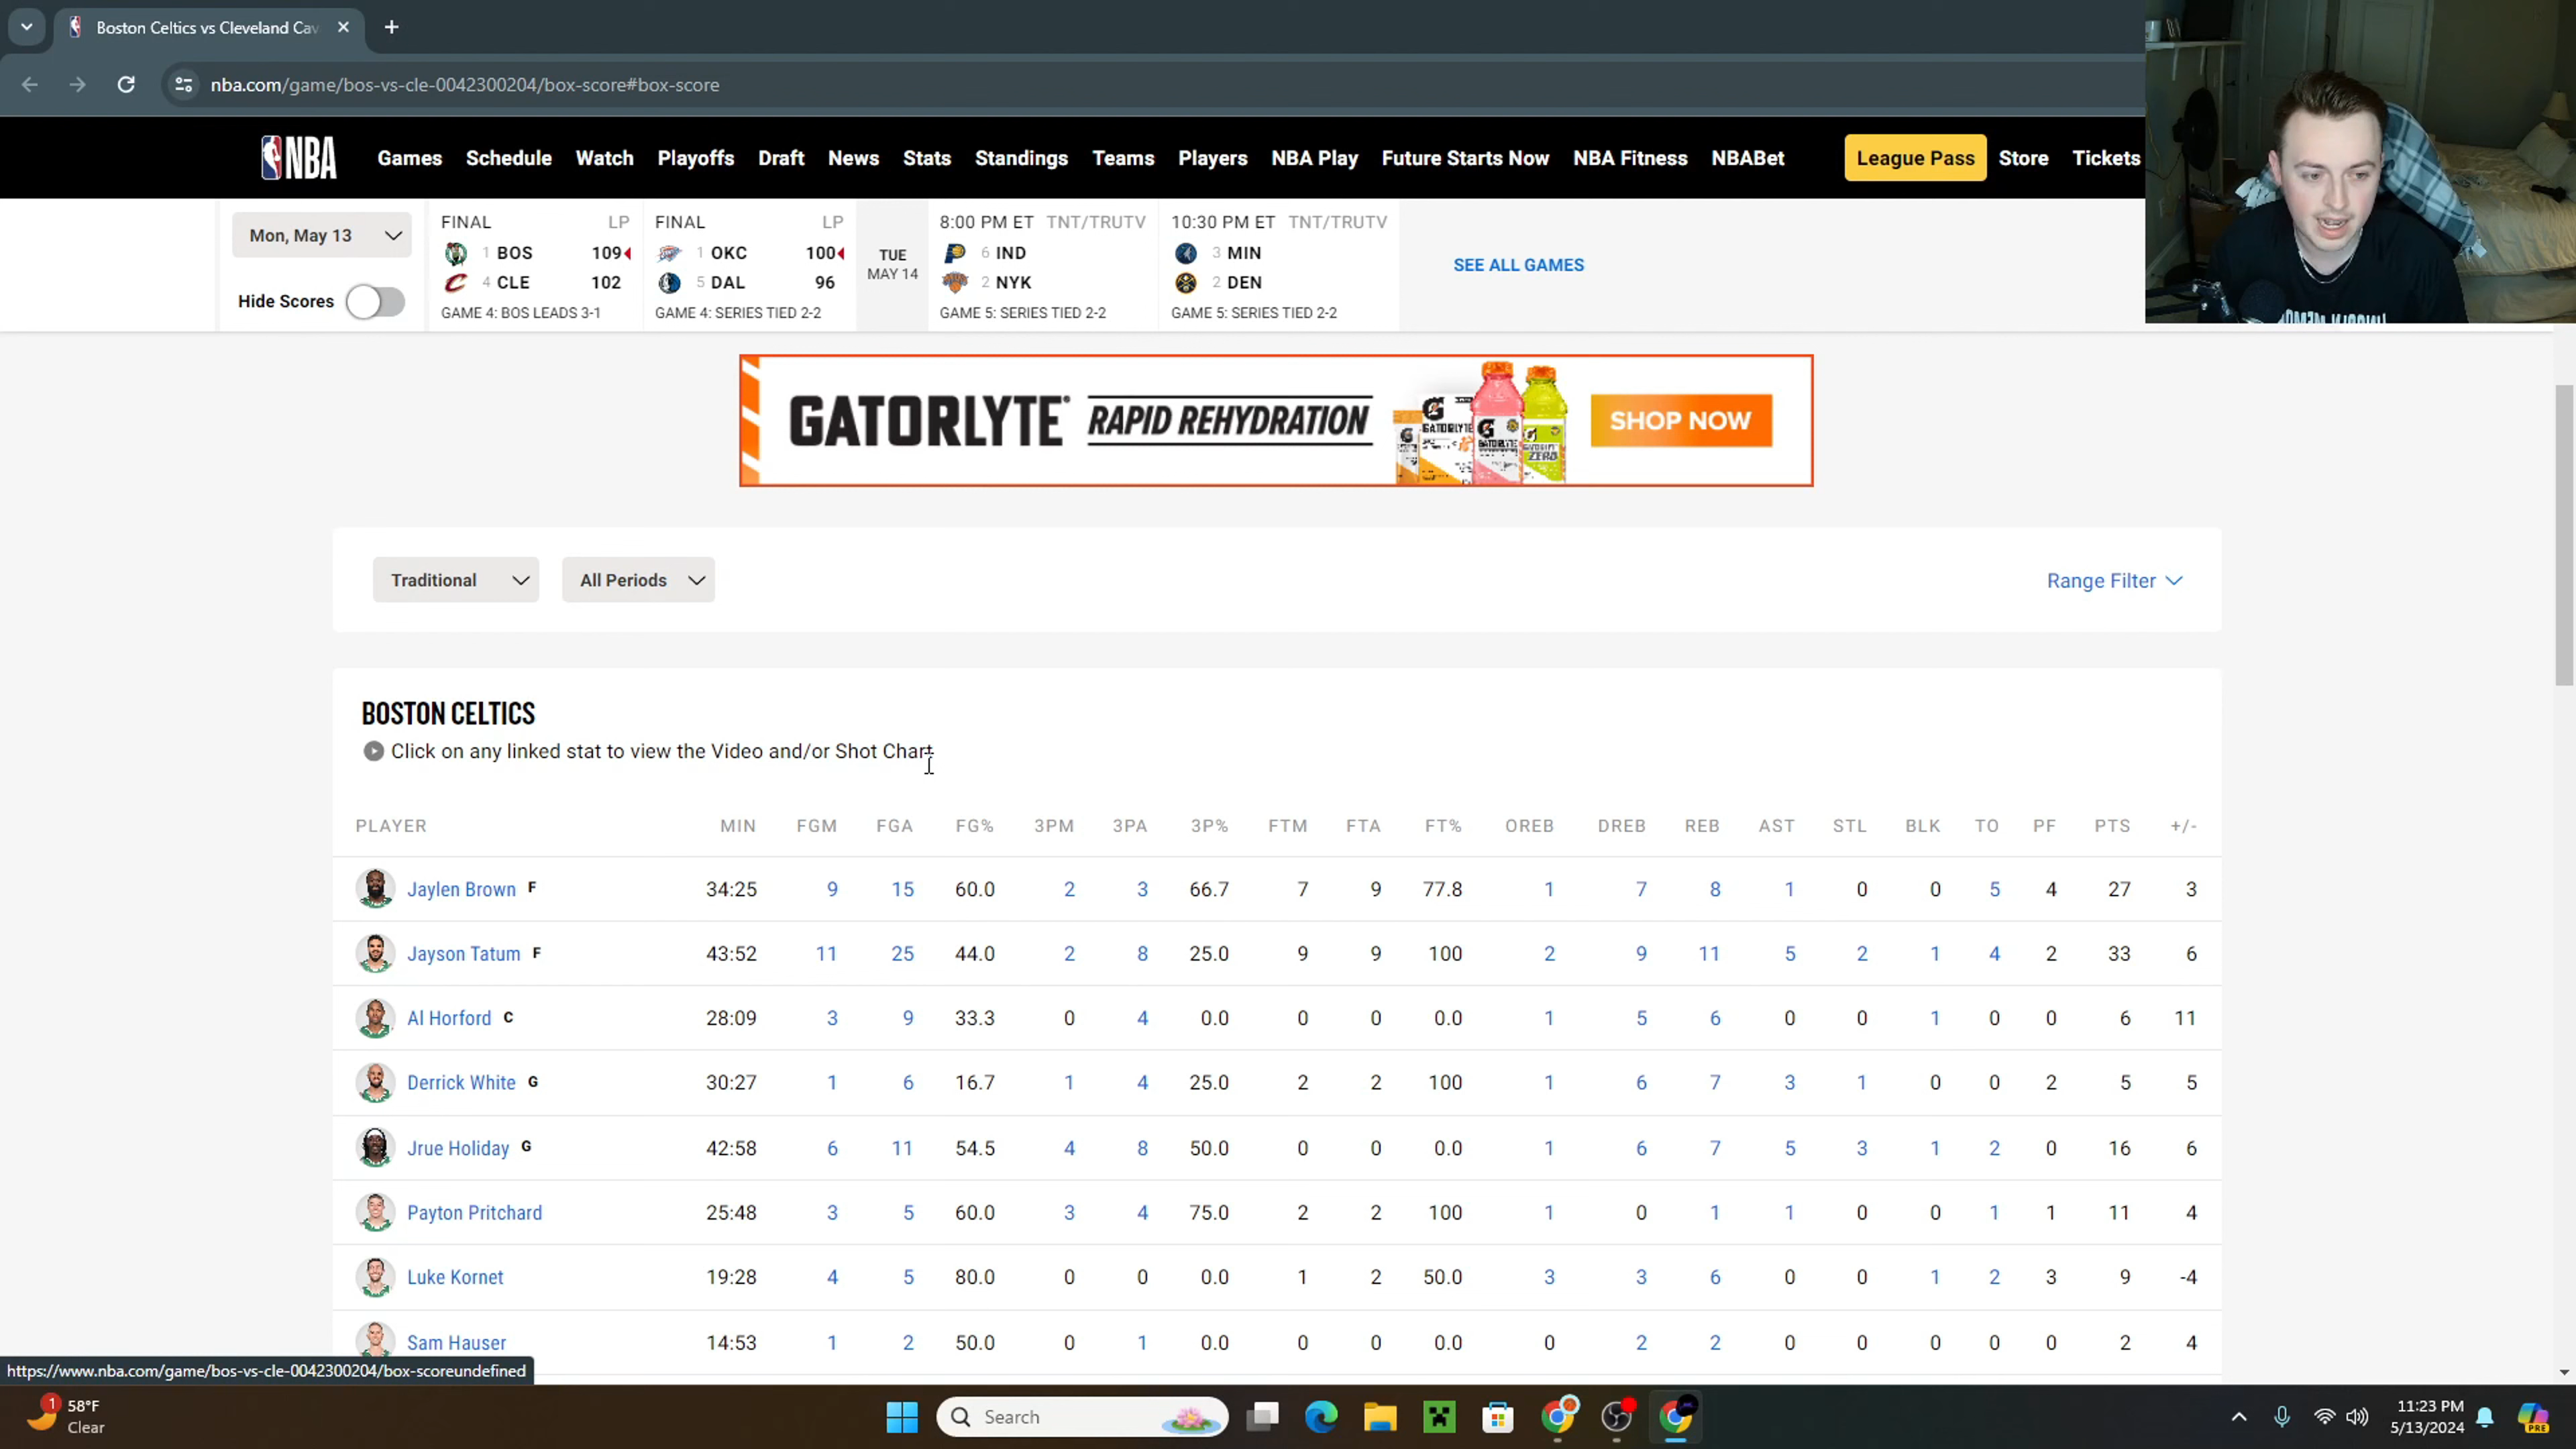 Boston Celtics vs Cleveland Cav
nba.com/game/bos-vs-cle-0042300204/box-score#box-score
NBA Games Schedule Watch Playoffs Draft News Stats Standings Teams Players NBA Play Future Starts Now NBA Fitness NBABet League Pass Store Tickets
Mon, May 13
Hide Scores
FINAL LP
1 BOS 109
4 CLE 102
GAME 4: BOS LEADS 3-1
FINAL LP
1 OKC 100
5 DAL 96
GAME 4: SERIES TIED 2-2
TUE
MAY 14
8:00 PM ET TNT/TRUTV
6 IND
2 NYK
GAME 5: SERIES TIED 2-2
10:30 PM ET TNT/TRUTV
3 MIN
2 DEN
GAME 5: SERIES TIED 2-2
SEE ALL GAMES
GATORLYTE RAPID REHYDRATION SHOP NOW
GATORLYTE
GATORLYTE
ZERO
Traditional All Periods Range Filter
BOSTON CELTICS
Click on any linked stat to view the Video and/or Shot Chart
PLAYER MIN FGM FGA FG% 3PM 3PA 3P% FTM FTA FT% OREB DREB REB AST STL BLK TO PF PTS +/-
Jaylen Brown F 34:25 9 15 60.0 2 3 66.7 7 9 77.8 1 7 8 1 0 0 5 4 27 3
Jayson Tatum F 43:52 11 25 44.0 2 8 25.0 9 9 100 2 9 11 5 2 1 4 2 33 6
Al Horford C 28:09 3 9 33.3 0 4 0.0 0 0 0.0 1 5 6 0 0 1 0 0 6 11
Derrick White G 30:27 1 6 16.7 1 4 25.0 2 2 100 1 6 7 3 1 0 0 2 5 5
Jrue Holiday G 42:58 6 11 54.5 4 8 50.0 0 0 0.0 1 6 7 5 3 1 2 0 16 6
Payton Pritchard 25:48 3 5 60.0 3 4 75.0 2 2 100 1 0 1 1 0 0 1 1 11 4
Luke Kornet 19:28 4 5 80.0 0 0 0.0 1 2 50.0 3 3 6 0 0 1 2 3 9 -4
Sam Hauser 14:53 1 2 50.0 0 1 0.0 0 0 0.0 0 2 2 0 0 0 0 0 2 4
https://www.nba.com/game/bos-vs-cle-0042300204/box-scoreundefined
1
58°F
Clear
Search
11:23 PM
5/13/2024
PRE